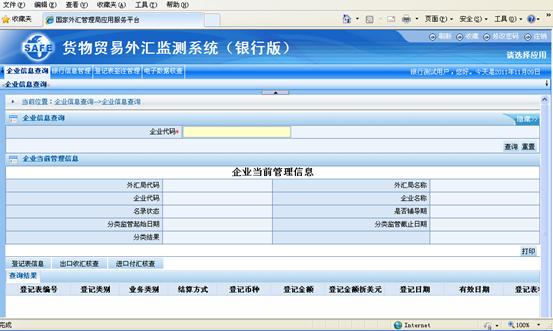 文件(F) 编辑(E) 查看(V) 收藏夹(A) 工具(T) 帮助(H)
收藏夹 国家外汇管理局应用服务平台 页面(P) 安全(S) 工具(O)
SAFE 货物贸易外汇监测系统（银行版） 刷新 收藏 修改密码 注销
请选择应用
企业信息查询 银行信息管理 登记表签注管理 电子数据核查 银行测试用户，您好。今天是2011年11月09日
企业信息查询
当前位置：企业信息查询-->企业信息查询
企业信息查询 隐藏>>
企业代码*
查询 重置
企业当前管理信息
企业当前管理信息
外汇局代码 外汇局名称
企业代码 企业名称
名录状态 是否辅导期
分类监管起始日期 分类监管截止日期
分类结果
打印
登记表信息 出口收汇核查 进口付汇核查
查询结果
登记表编号 登记类别 业务类别 结算方式 登记币种 登记金额 登记金额折美元 登记日期 有效日期 登记表
完成 Internet 100%